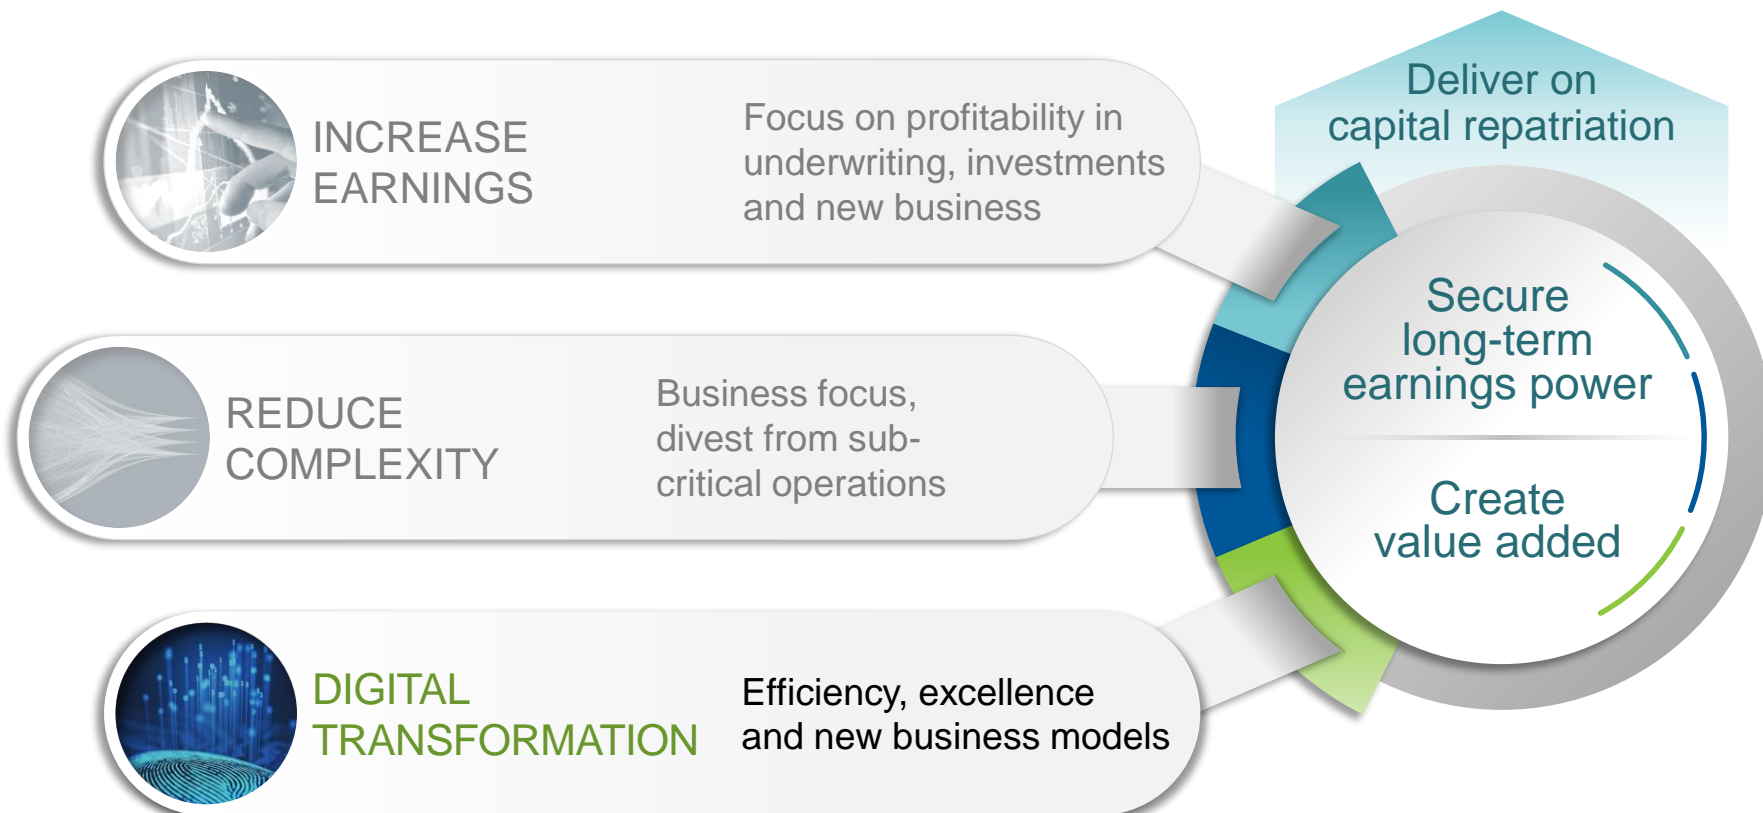 INCREASE
EARNINGS
Focus on profitability in
underwriting, investments
and new business
REDUCE
COMPLEXITY
Business focus,
divest from sub-
critical operations
DIGITAL
TRANSFORMATION
Efficiency, excellence
and new business models
Deliver on
capital repatriation
Secure
long-term
earnings power
Create
value added